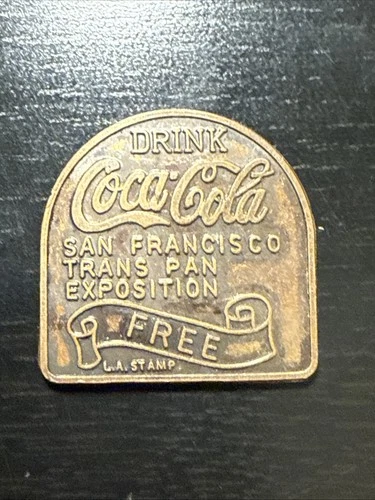 DRINK
Coca-Cola
SAN FRANCISCO
TRANS PAN
EXPOSITION
FREE
L.A. STAMP